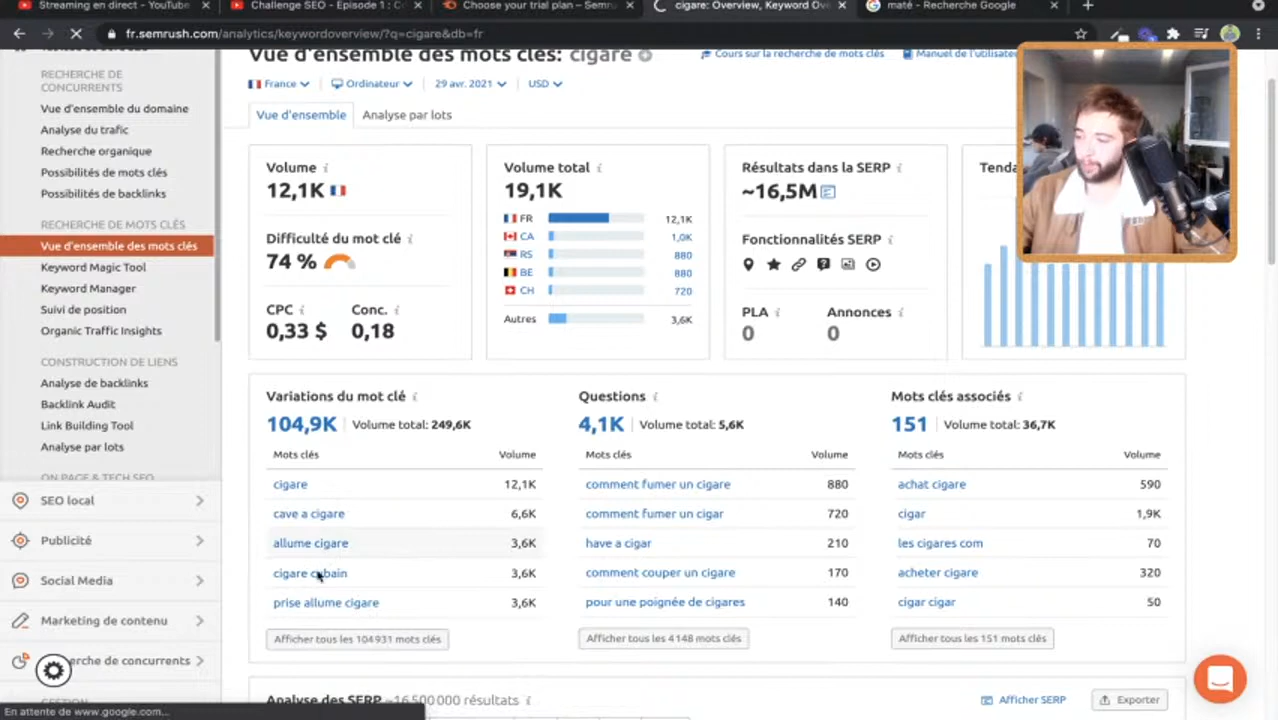 Streaming en direct - YouTube
Challenge SEO - Episode 1 : C
Choose your trial plan – Semru
cigare: Overview, Keyword Ov
maté - Recherche Google
fr.semrush.com/analytics/keywordoverview/?q=cigare&db=fr
RECHERCHE DE
CONCURRENTS
Vue d'ensemble du domaine
Analyse du trafic
Recherche organique
Possibilités de mots clés
Possibilités de backlinks
RECHERCHE DE MOTS CLÉS
Vue d'ensemble des mots clés
Keyword Magic Tool
Keyword Manager
Suivi de position
Organic Traffic Insights
CONSTRUCTION DE LIENS
Analyse de backlinks
Backlink Audit
Link Building Tool
Analyse par lots
ON PAGE & TECH SEO
SEO local
Publicité
Social Media
Marketing de contenu
erche de concurrents
GESTION
En attente de www.google.com...
Vue d'ensemble des mots clés: cigare
Cours sur la recherche de mots clés
Manuel de l'utilisateu
France
Ordinateur
29 avr. 2021
USD
Vue d'ensemble
Analyse par lots
Volume
12,1K
Difficulté du mot clé
74 %
CPC
Conc.
0,33 $
0,18
Volume total
19,1K
FR 12,1K
CA 1,0K
RS 880
BE 880
CH 720
Autres 3,6K
Résultats dans la SERP
~16,5M
Fonctionnalités SERP
PLA
Annonces
0
0
Tenda
Variations du mot clé
104,9K Volume total: 249,6K
Mots clés Volume
cigare 12,1K
cave a cigare 6,6K
allume cigare 3,6K
cigare cubain 3,6K
prise allume cigare 3,6K
Afficher tous les 104 931 mots clés
Questions
4,1K Volume total: 5,6K
Mots clés Volume
comment fumer un cigare 880
comment fumer un cigar 720
have a cigar 210
comment couper un cigare 170
pour une poignée de cigares 140
Afficher tous les 4 148 mots clés
Mots clés associés
151 Volume total: 36,7K
Mots clés Volume
achat cigare 590
cigar 1,9K
les cigares com 70
acheter cigare 320
cigar cigar 50
Afficher tous les 151 mots clés
Analyse des SERP ~16 500 000 résultats
Afficher SERP
Exporter